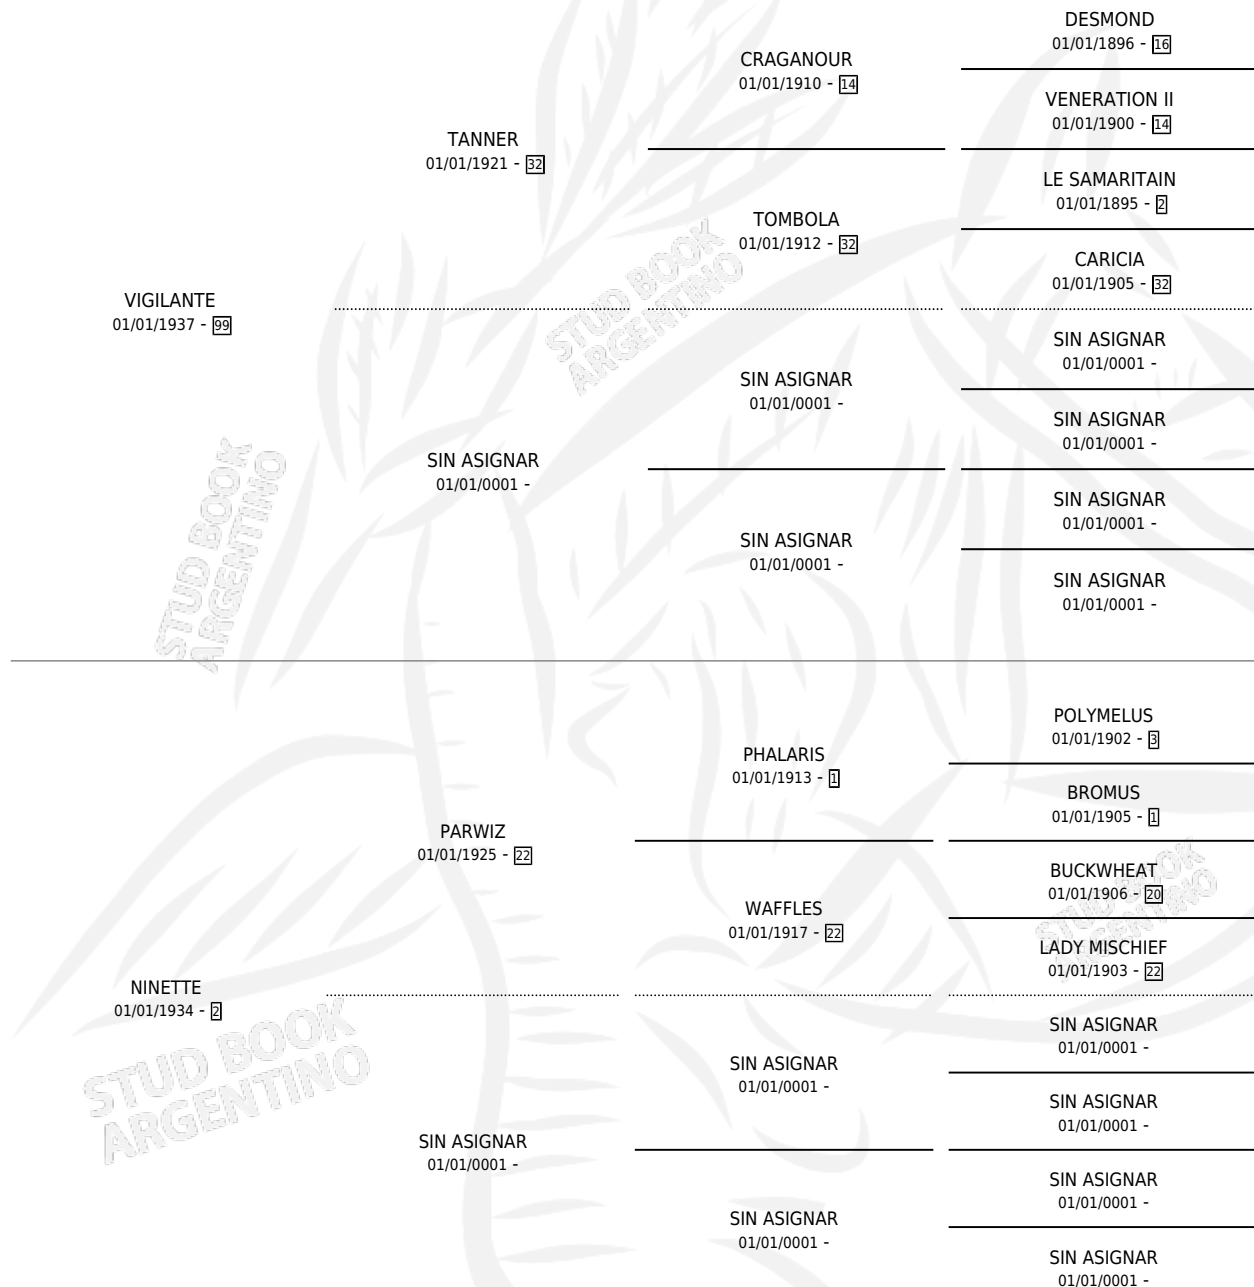 DESMOND
01/01/1896 - 16
CRAGANOUR
01/01/1910 - 14
VENERATION II
01/01/1900 - 14
TANNER
01/01/1921 - 32
LE SAMARITAIN
01/01/1895 - 2
TOMBOLA
01/01/1912 - 32
CARICIA
01/01/1905 - 32
VIGILANTE
01/01/1937 - 99
SIN ASIGNAR
01/01/0001 -
SIN ASIGNAR
01/01/0001 -
SIN ASIGNAR
01/01/0001 -
SIN ASIGNAR
01/01/0001 -
SIN ASIGNAR
01/01/0001 -
SIN ASIGNAR
01/01/0001 -
SIN ASIGNAR
01/01/0001 -
STUD BOOK
ARGENTINO
STUD BOOK
ARGENTINO
POLYMELUS
01/01/1902 - 3
PHALARIS
01/01/1913 - 1
BROMUS
01/01/1905 - 1
PARWIZ
01/01/1925 - 22
BUCKWHEAT
01/01/1906 - 20
WAFFLES
01/01/1917 - 22
LADY MISCHIEF
01/01/1903 - 22
NINETTE
01/01/1934 - 2
SIN ASIGNAR
01/01/0001 -
SIN ASIGNAR
01/01/0001 -
SIN ASIGNAR
01/01/0001 -
SIN ASIGNAR
01/01/0001 -
SIN ASIGNAR
01/01/0001 -
SIN ASIGNAR
01/01/0001 -
SIN ASIGNAR
01/01/0001 -
STUD BOOK
ARGENTINO
STUD BOOK
ARGENTINO